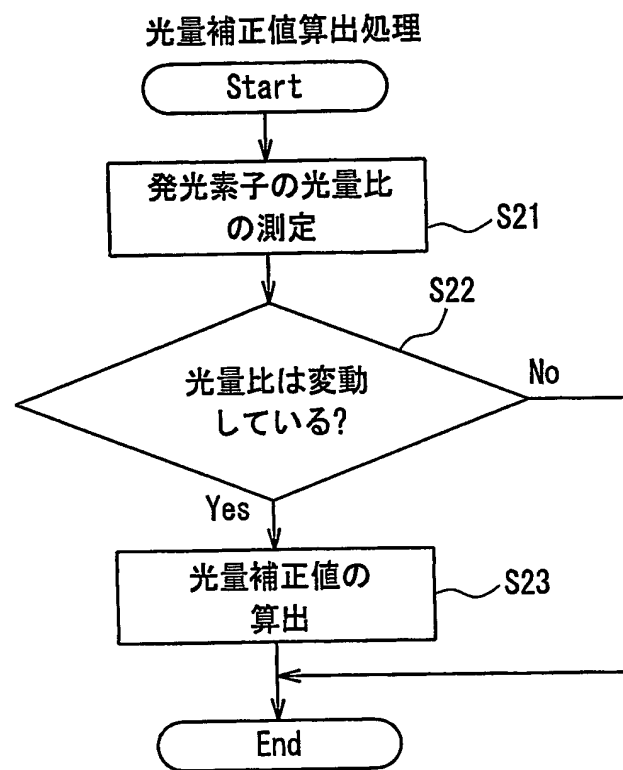 光量補正値算出処理
Start
発光素子の光量比
の測定
S21
S22
光量比は変動
している?
No
Yes
光量補正値の
算出
S23
End